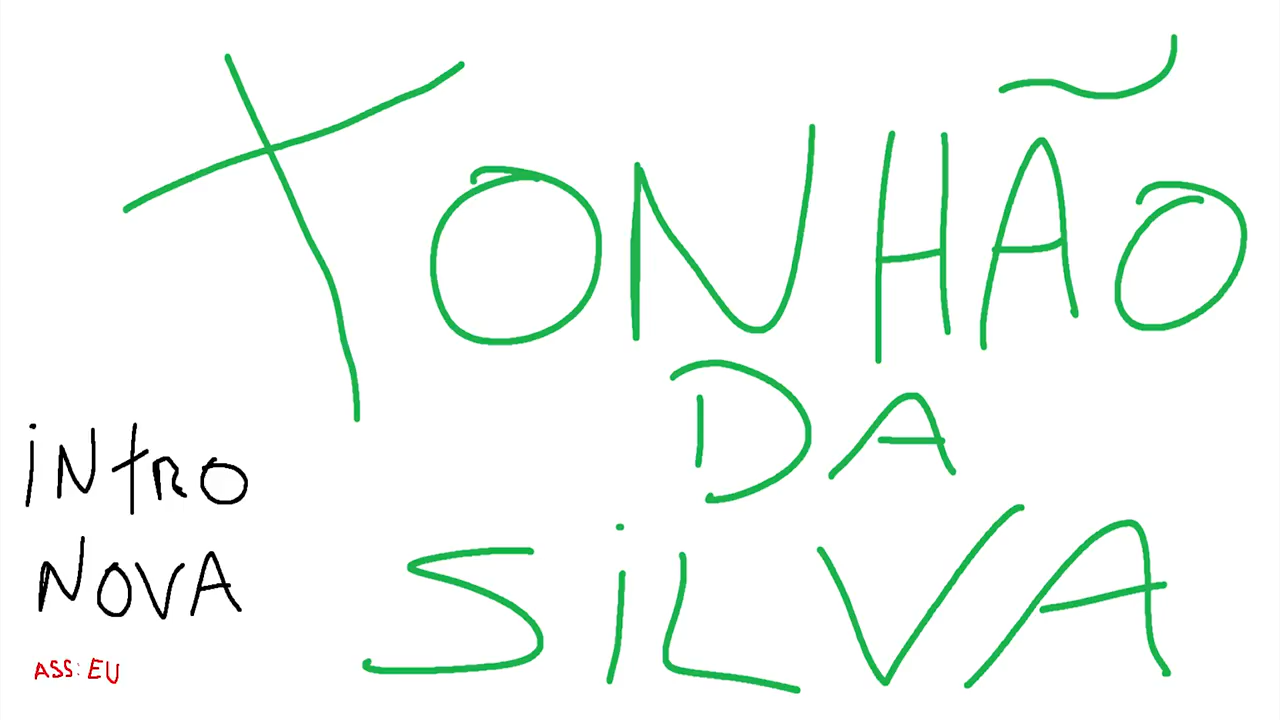 TONHÃO
DA
SiLVA
iNtRO
NOVA
ASS: EU